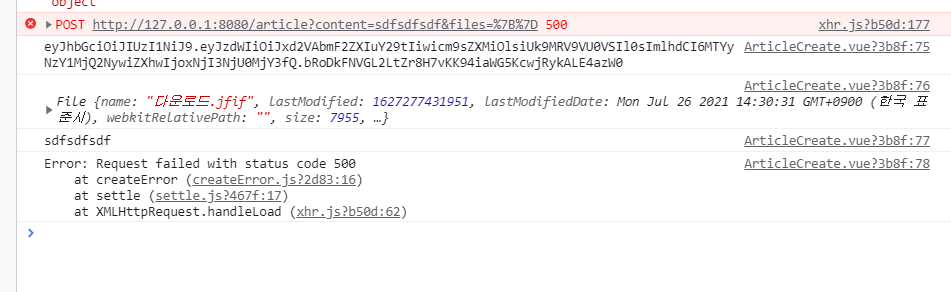 object
POST http://127.0.0.1:8080/article?content=sdfsdfsdf&files=%7B%7D 500 xhr.js?b50d:177
eyJhbGciOiJIUzI1NiJ9.eyJzdWIiOiJxd2VAbmF2ZXIuY29tIiwicm9sZXMiOlsiUk9MRV9VU0VSIl0sImlhdCI6MTYy ArticleCreate.vue?3b8f:75
NzY1MjQ2NywiZXhwIjoxNjI3NjU0MjY3fQ.bRoDkFNVGL2LtZr8H7vKK94iaWG5KcwjRykALE4azW0
ArticleCreate.vue?3b8f:76
File {name: "다운로드.jfif", lastModified: 1627277431951, lastModifiedDate: Mon Jul 26 2021 14:30:31 GMT+0900 (한국 표
준시), webkitRelativePath: "", size: 7955, …}
sdfsdfsdf ArticleCreate.vue?3b8f:77
Error: Request failed with status code 500 ArticleCreate.vue?3b8f:78
at createError (createError.js?2d83:16)
at settle (settle.js?467f:17)
at XMLHttpRequest.handleLoad (xhr.js?b50d:62)